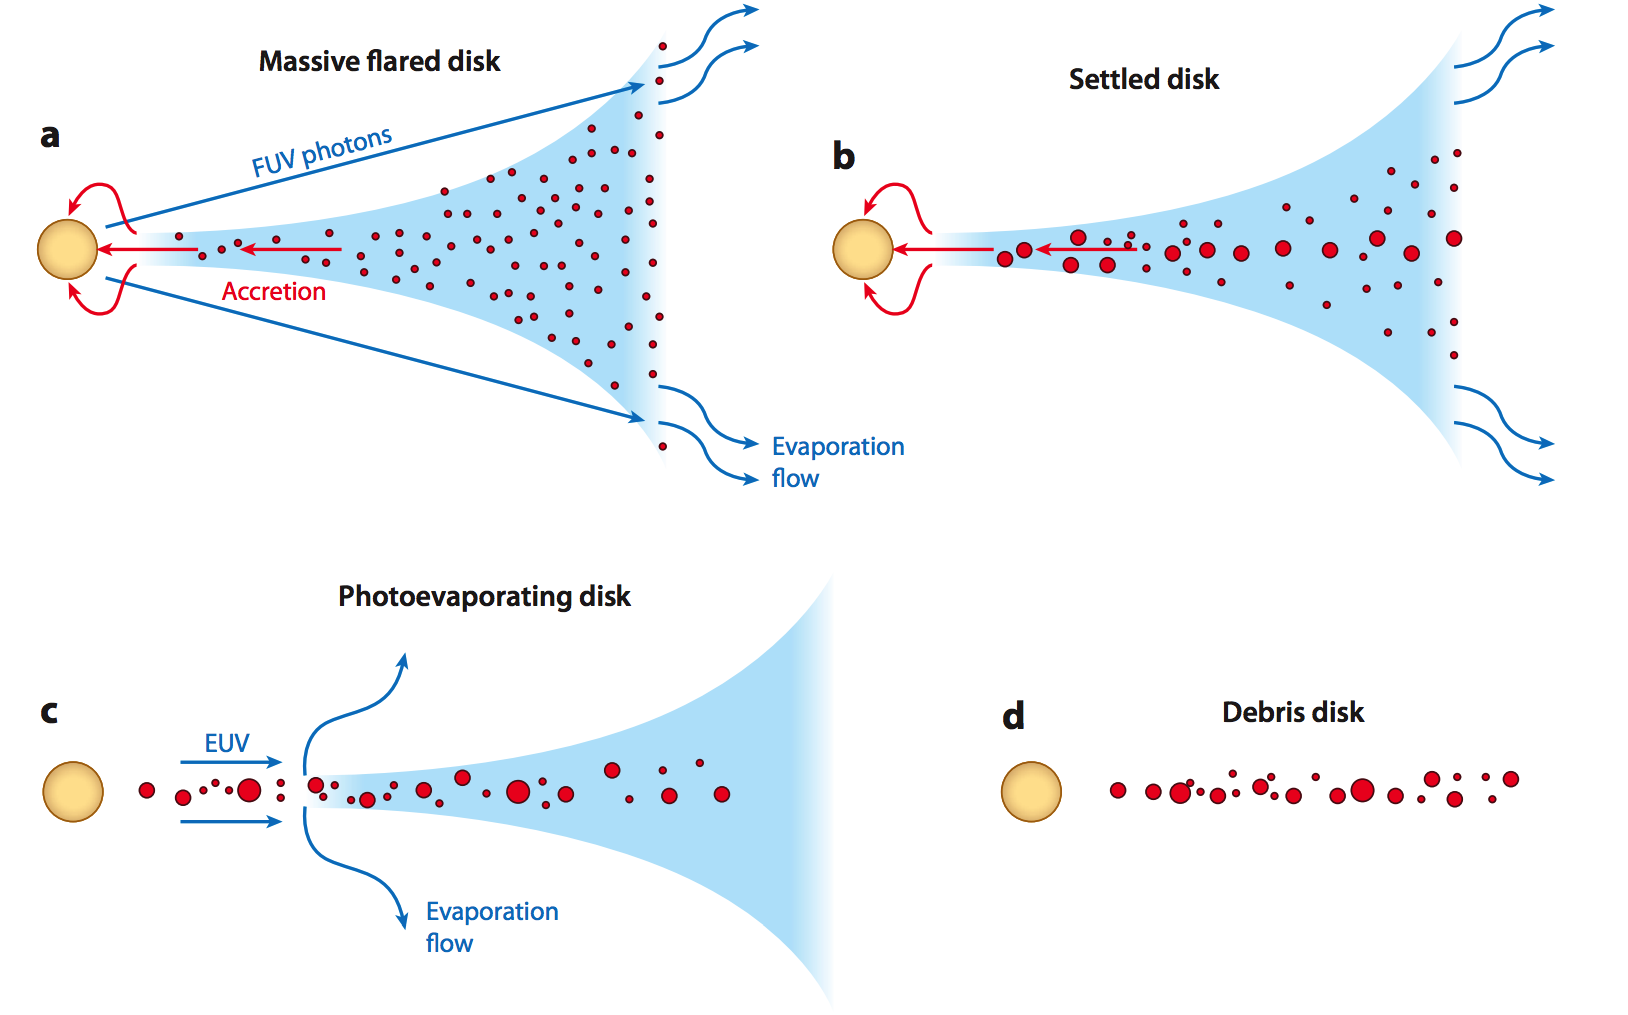 Massive flared disk
a
FUV photons
Accretion
Evaporation
flow
Settled disk
b
Photoevaporating disk
c
EUV
Evaporation
flow
Debris disk
d